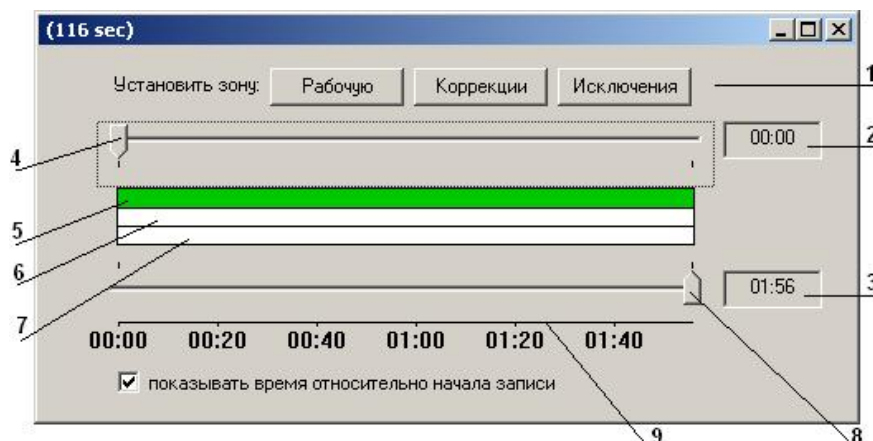 (116 sec)
Установить зону: Рабочую Коррекции Исключения 1
4 00:00 2
5
6
7 01:56 3
00:00 00:20 00:40 01:00 01:20 01:40
показывать время относительно начала записи
9 8